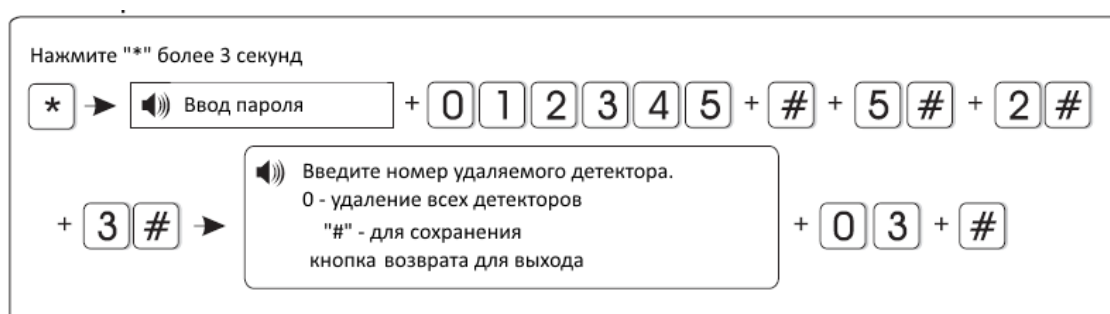 Нажмите "*" более 3 секунд
* Ввод пароля + 0 1 2 3 4 5 + # + 5 # + 2 #
Введите номер удаляемого детектора.
0 - удаление всех детекторов
+ 3 # "#" - для сохранения + 0 3 + #
кнопка возврата для выхода